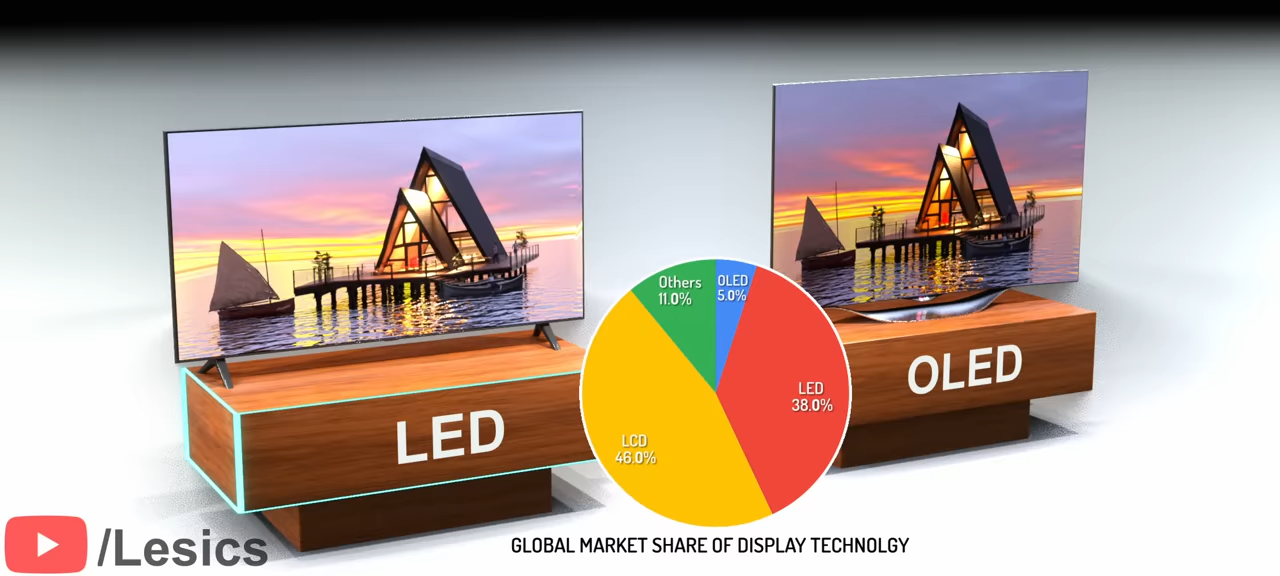 Others
11.0%
OLED
5.0%
LED
38.0%
LCD
46.0%
LED
OLED
/Lesics
GLOBAL MARKET SHARE OF DISPLAY TECHNOLGY